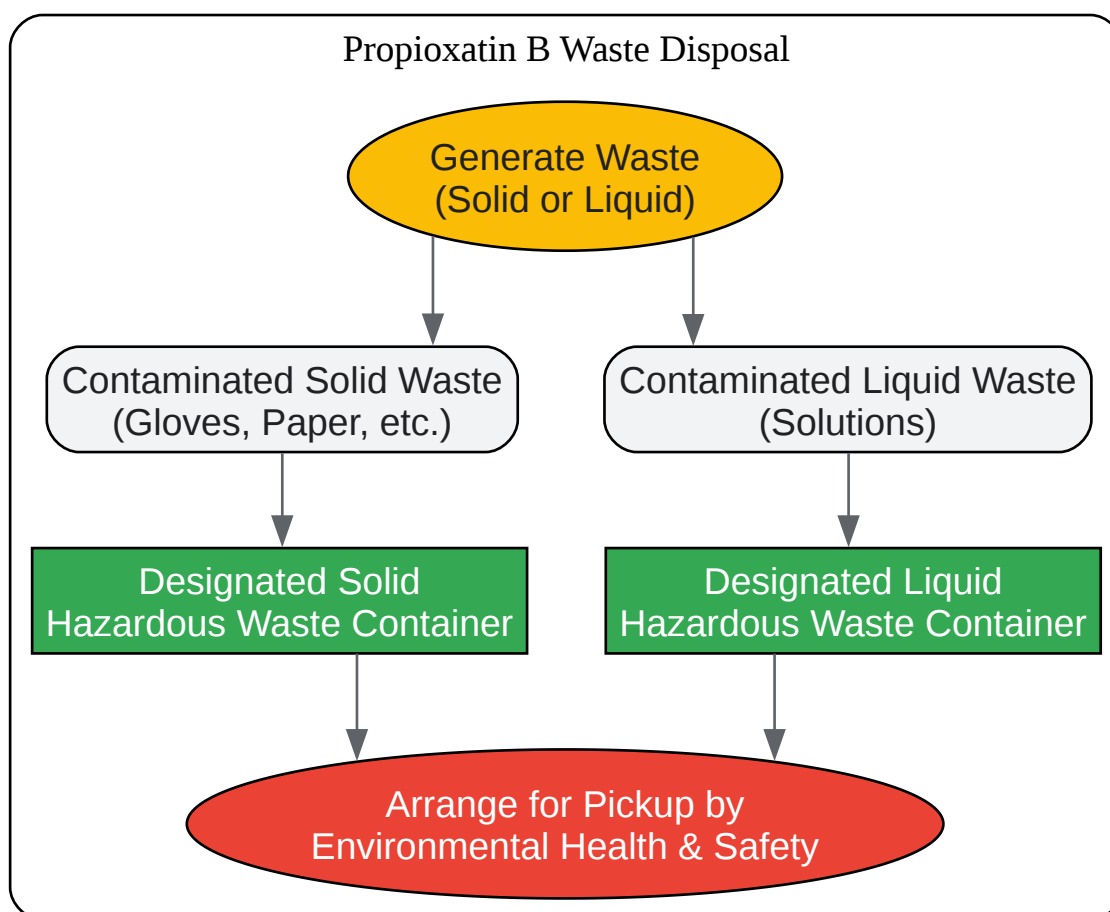 Propioxatin B Waste Disposal
Generate Waste
(Solid or Liquid)
Contaminated Solid Waste
(Gloves, Paper, etc.)
Contaminated Liquid Waste
(Solutions)
Designated Solid
Hazardous Waste Container
Designated Liquid
Hazardous Waste Container
Arrange for Pickup by
Environmental Health & Safety